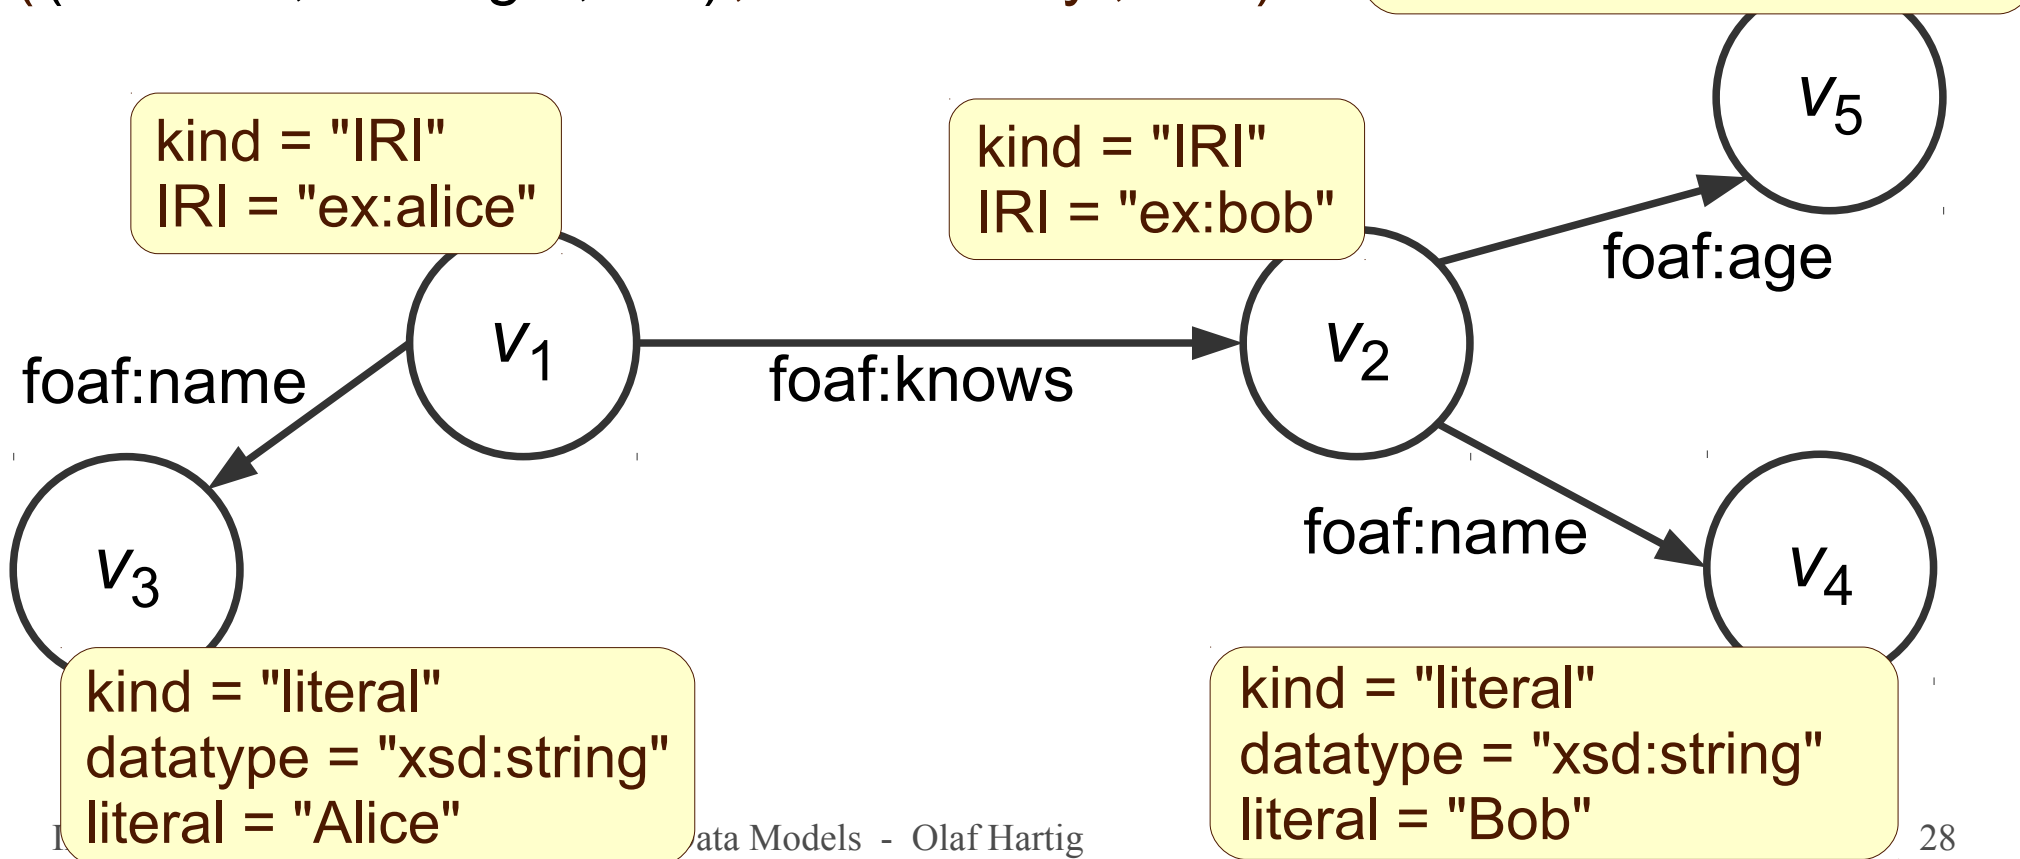 kind = "IRI"
IRI = "ex:alice"
kind = "IRI"
IRI = "ex:bob"
v5
foaf:age
v1
v2
foaf:name
foaf:knows
foaf:name
v3
v4
kind = "literal"
datatype = "xsd:string"
literal = "Alice"
kind = "literal"
datatype = "xsd:string"
literal = "Bob"
Models - Olaf Hartig
28